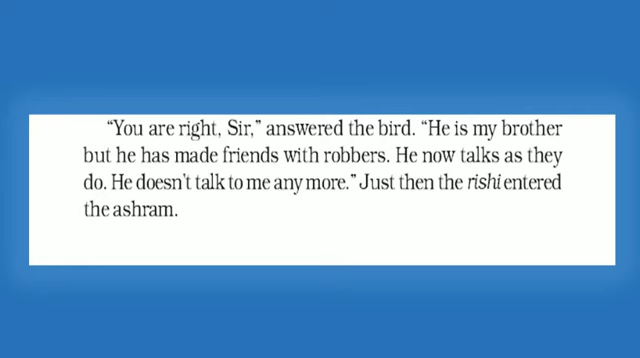 “You are right, Sir,” answered the bird. “He is my brother
but he has made friends with robbers. He now talks as they
do. He doesn't talk to me any more.” Just then the rishi entered
the ashram.